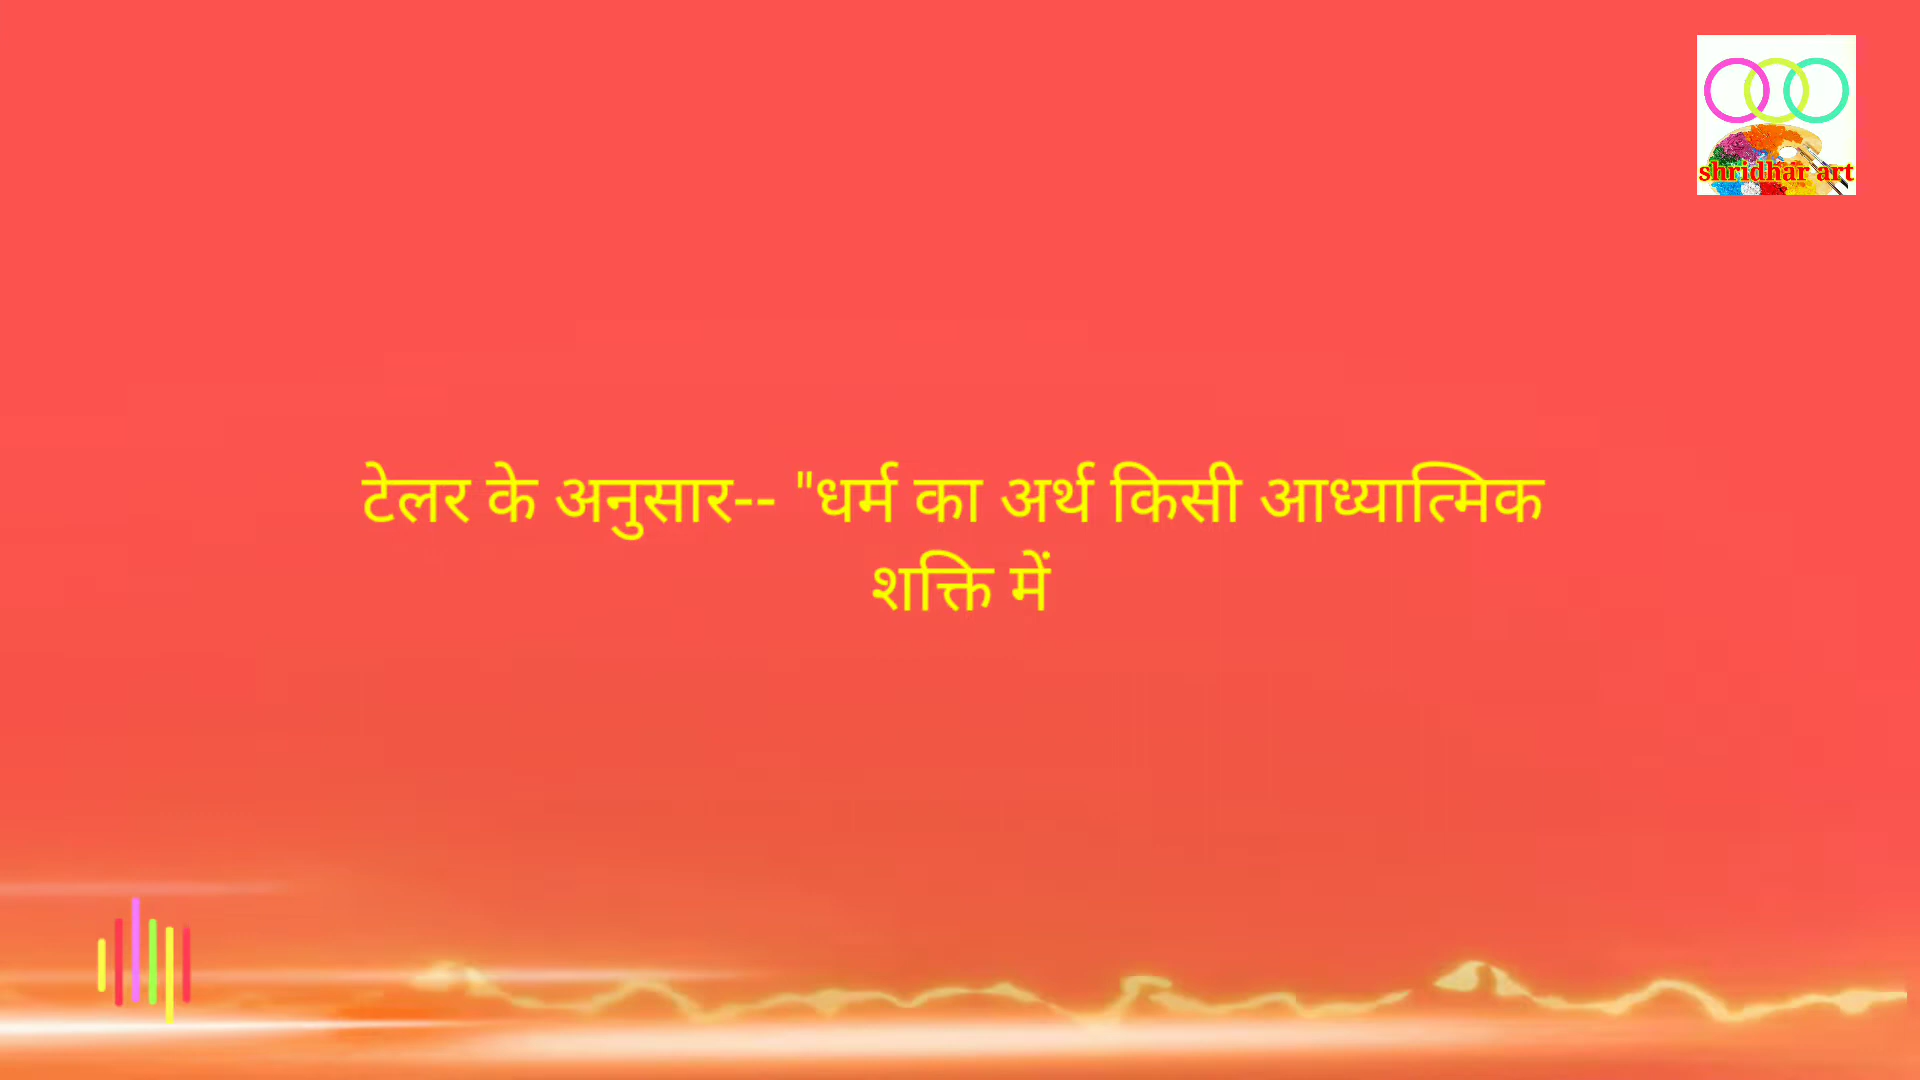 shridhar art
टेलर के अनुसार-- "धर्म का अर्थ किसी आध्यात्मिक
शक्ति में